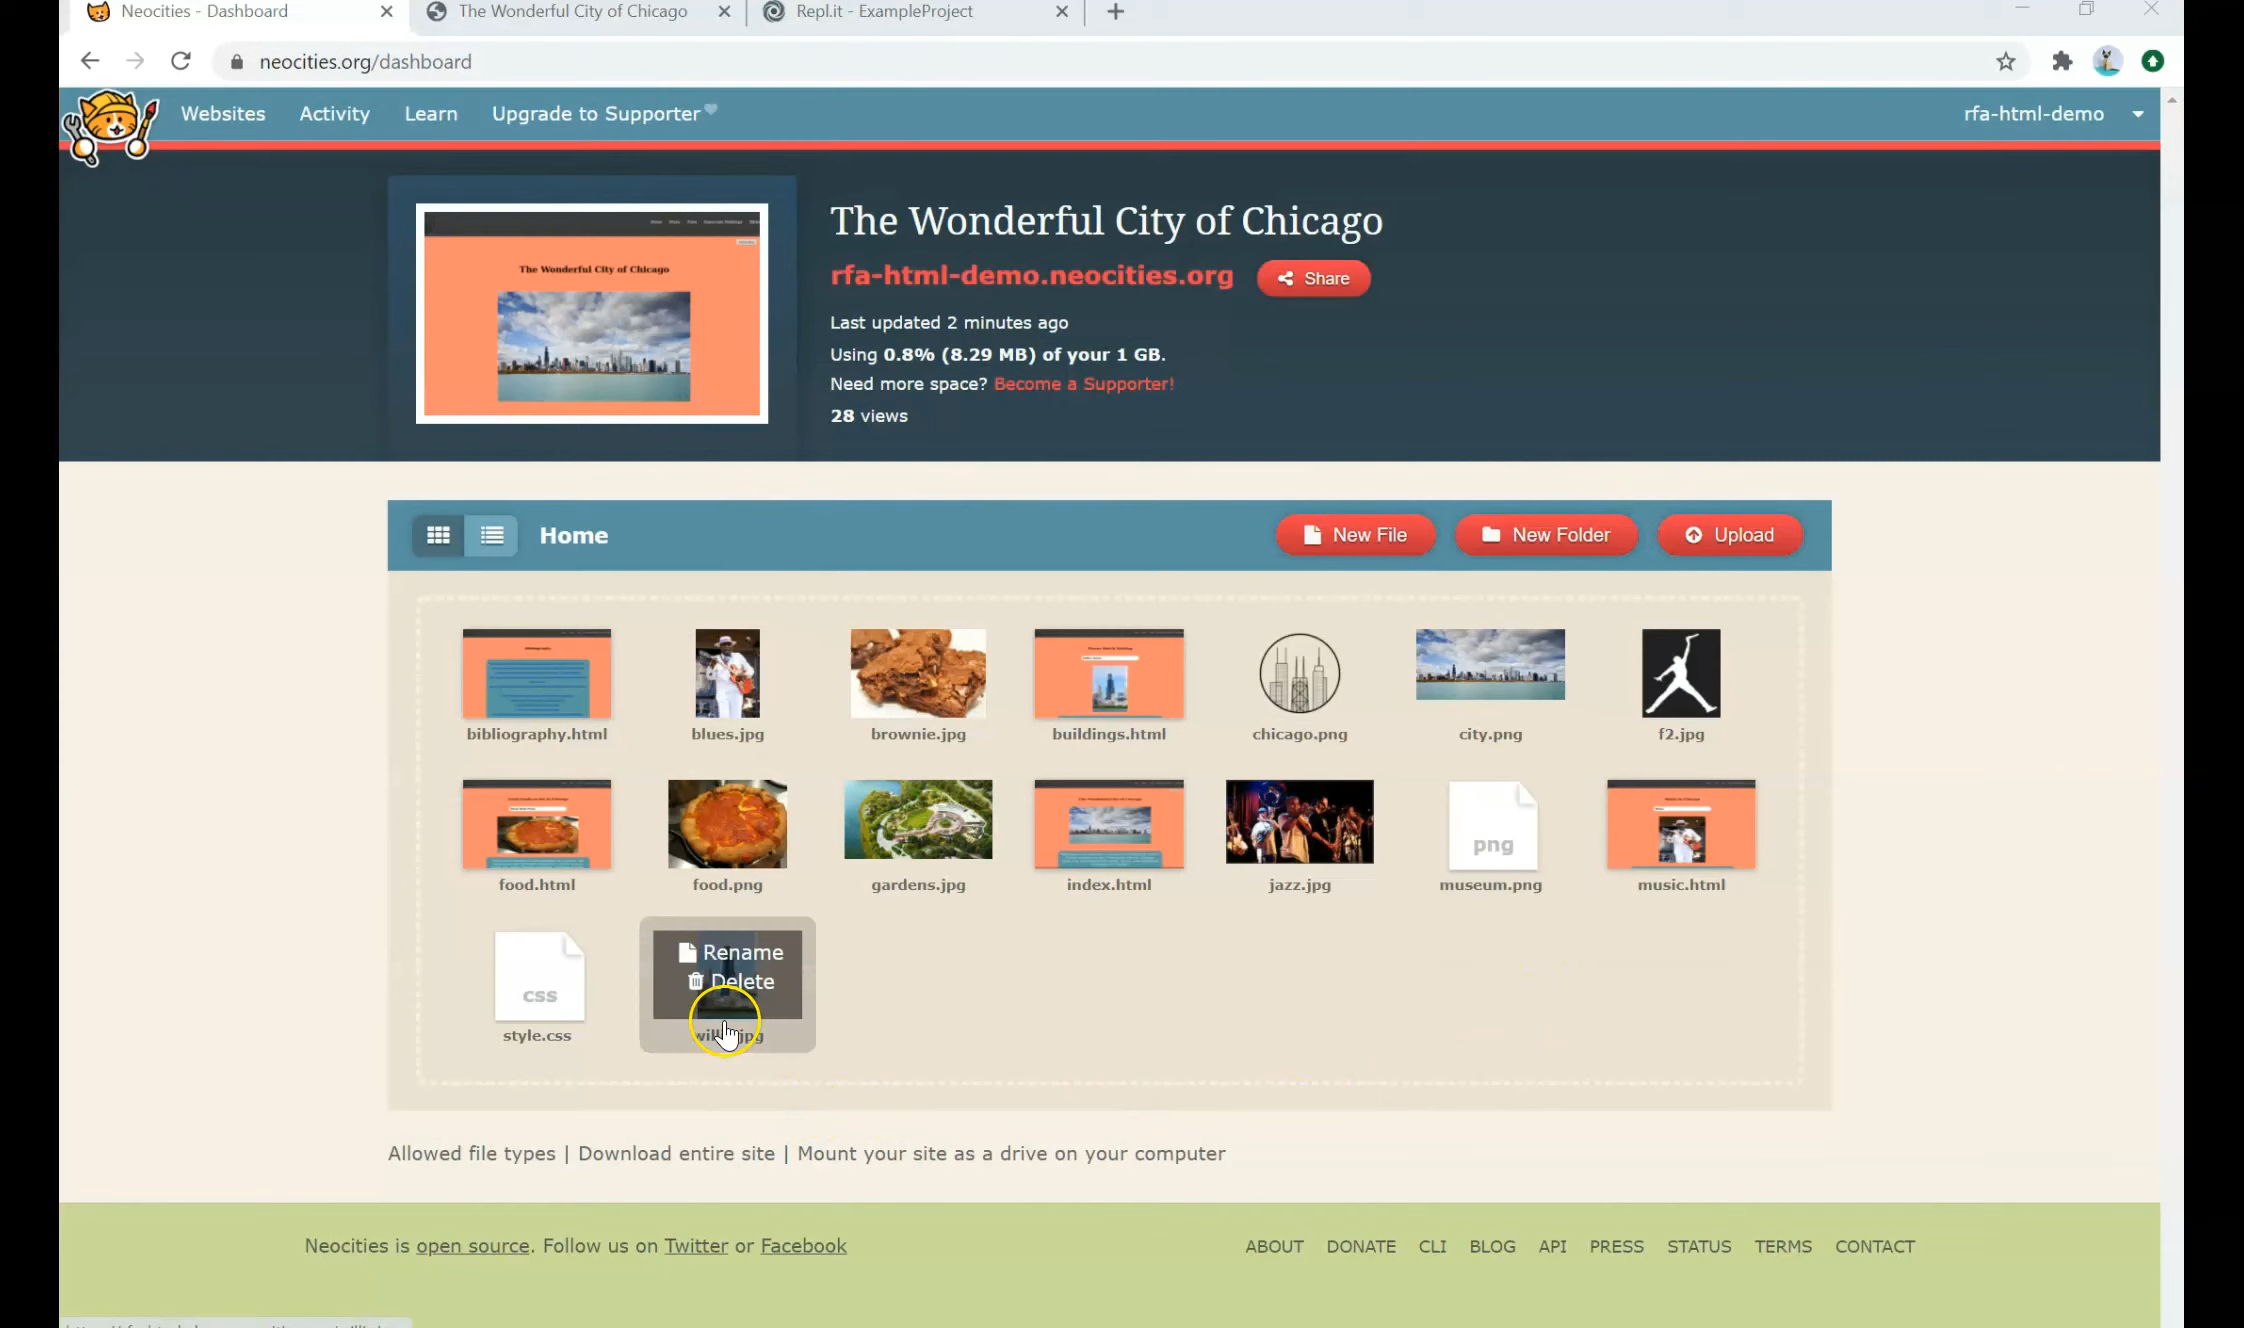 Neocities - Dashboard
The Wonderful City of Chicago
Repl.it - ExampleProject
neocities.org/dashboard
Websites
Activity
Learn
Upgrade to Supporter
rfa-html-demo
The Wonderful City of Chicago
The Wonderful City of Chicago
rfa-html-demo.neocities.org
Share
Last updated 2 minutes ago
Using 0.8% (8.29 MB) of your 1 GB.
Need more space? Become a Supporter!
28 views
Home
New File
New Folder
Upload
bibliography.html
blues.jpg
brownie.jpg
buildings.html
chicago.png
city.png
f2.jpg
food.html
food.png
gardens.jpg
index.html
jazz.jpg
png
museum.png
music.html
css
style.css
Rename
Delete
Allowed file types | Download entire site | Mount your site as a drive on your computer
Neocities is open source. Follow us on Twitter or Facebook
ABOUT
DONATE
CLI
BLOG
API
PRESS
STATUS
TERMS
CONTACT